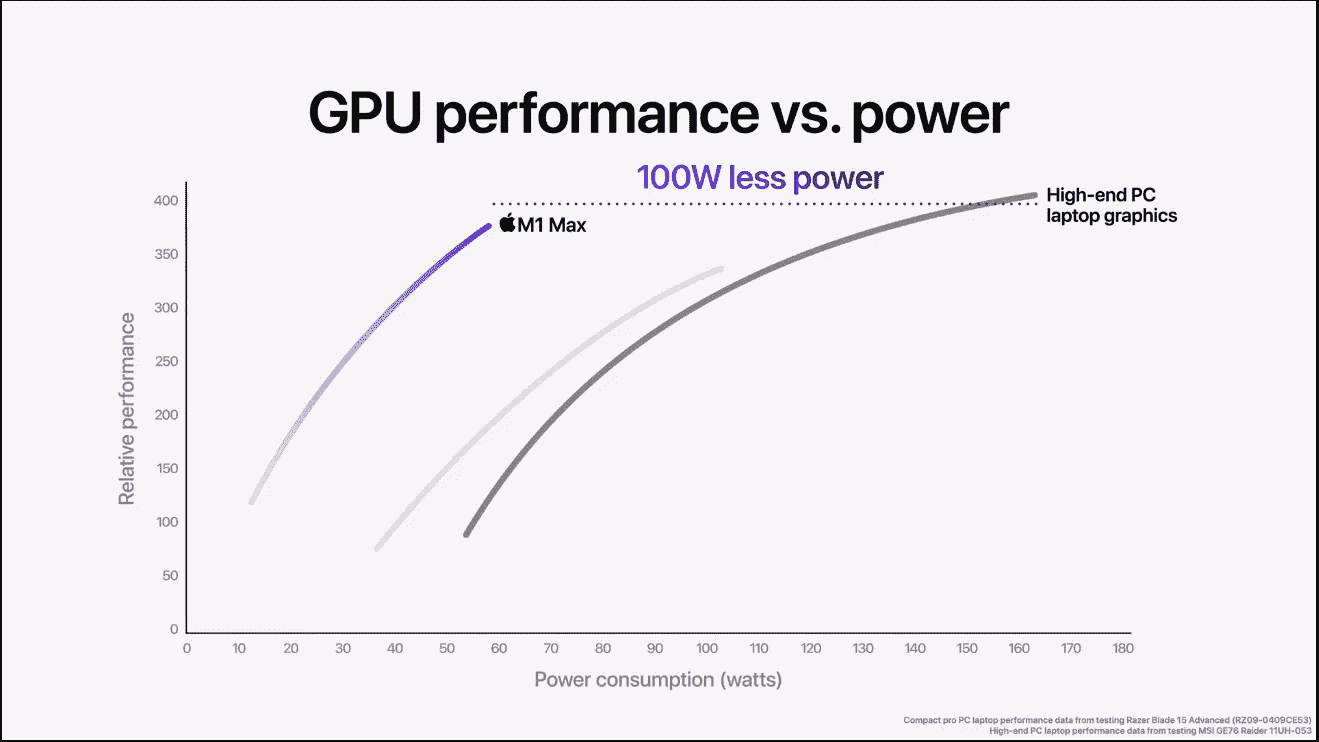 GPU performance vs. power
100W less power
High-end PC
laptop graphics
M1 Max
400
350
300
250
200
150
100
50
0
Relative performance
0 10 20 30 40 50 60 70 80 90 100 110 120 130 140 150 160 170 180
Power consumption (watts)
Compact pro PC laptop performance data from testing Razer Blade 15 Advanced (RZ09-0409CE53)
High-end PC laptop performance data from testing MSI GE76 Raider 11UH-053